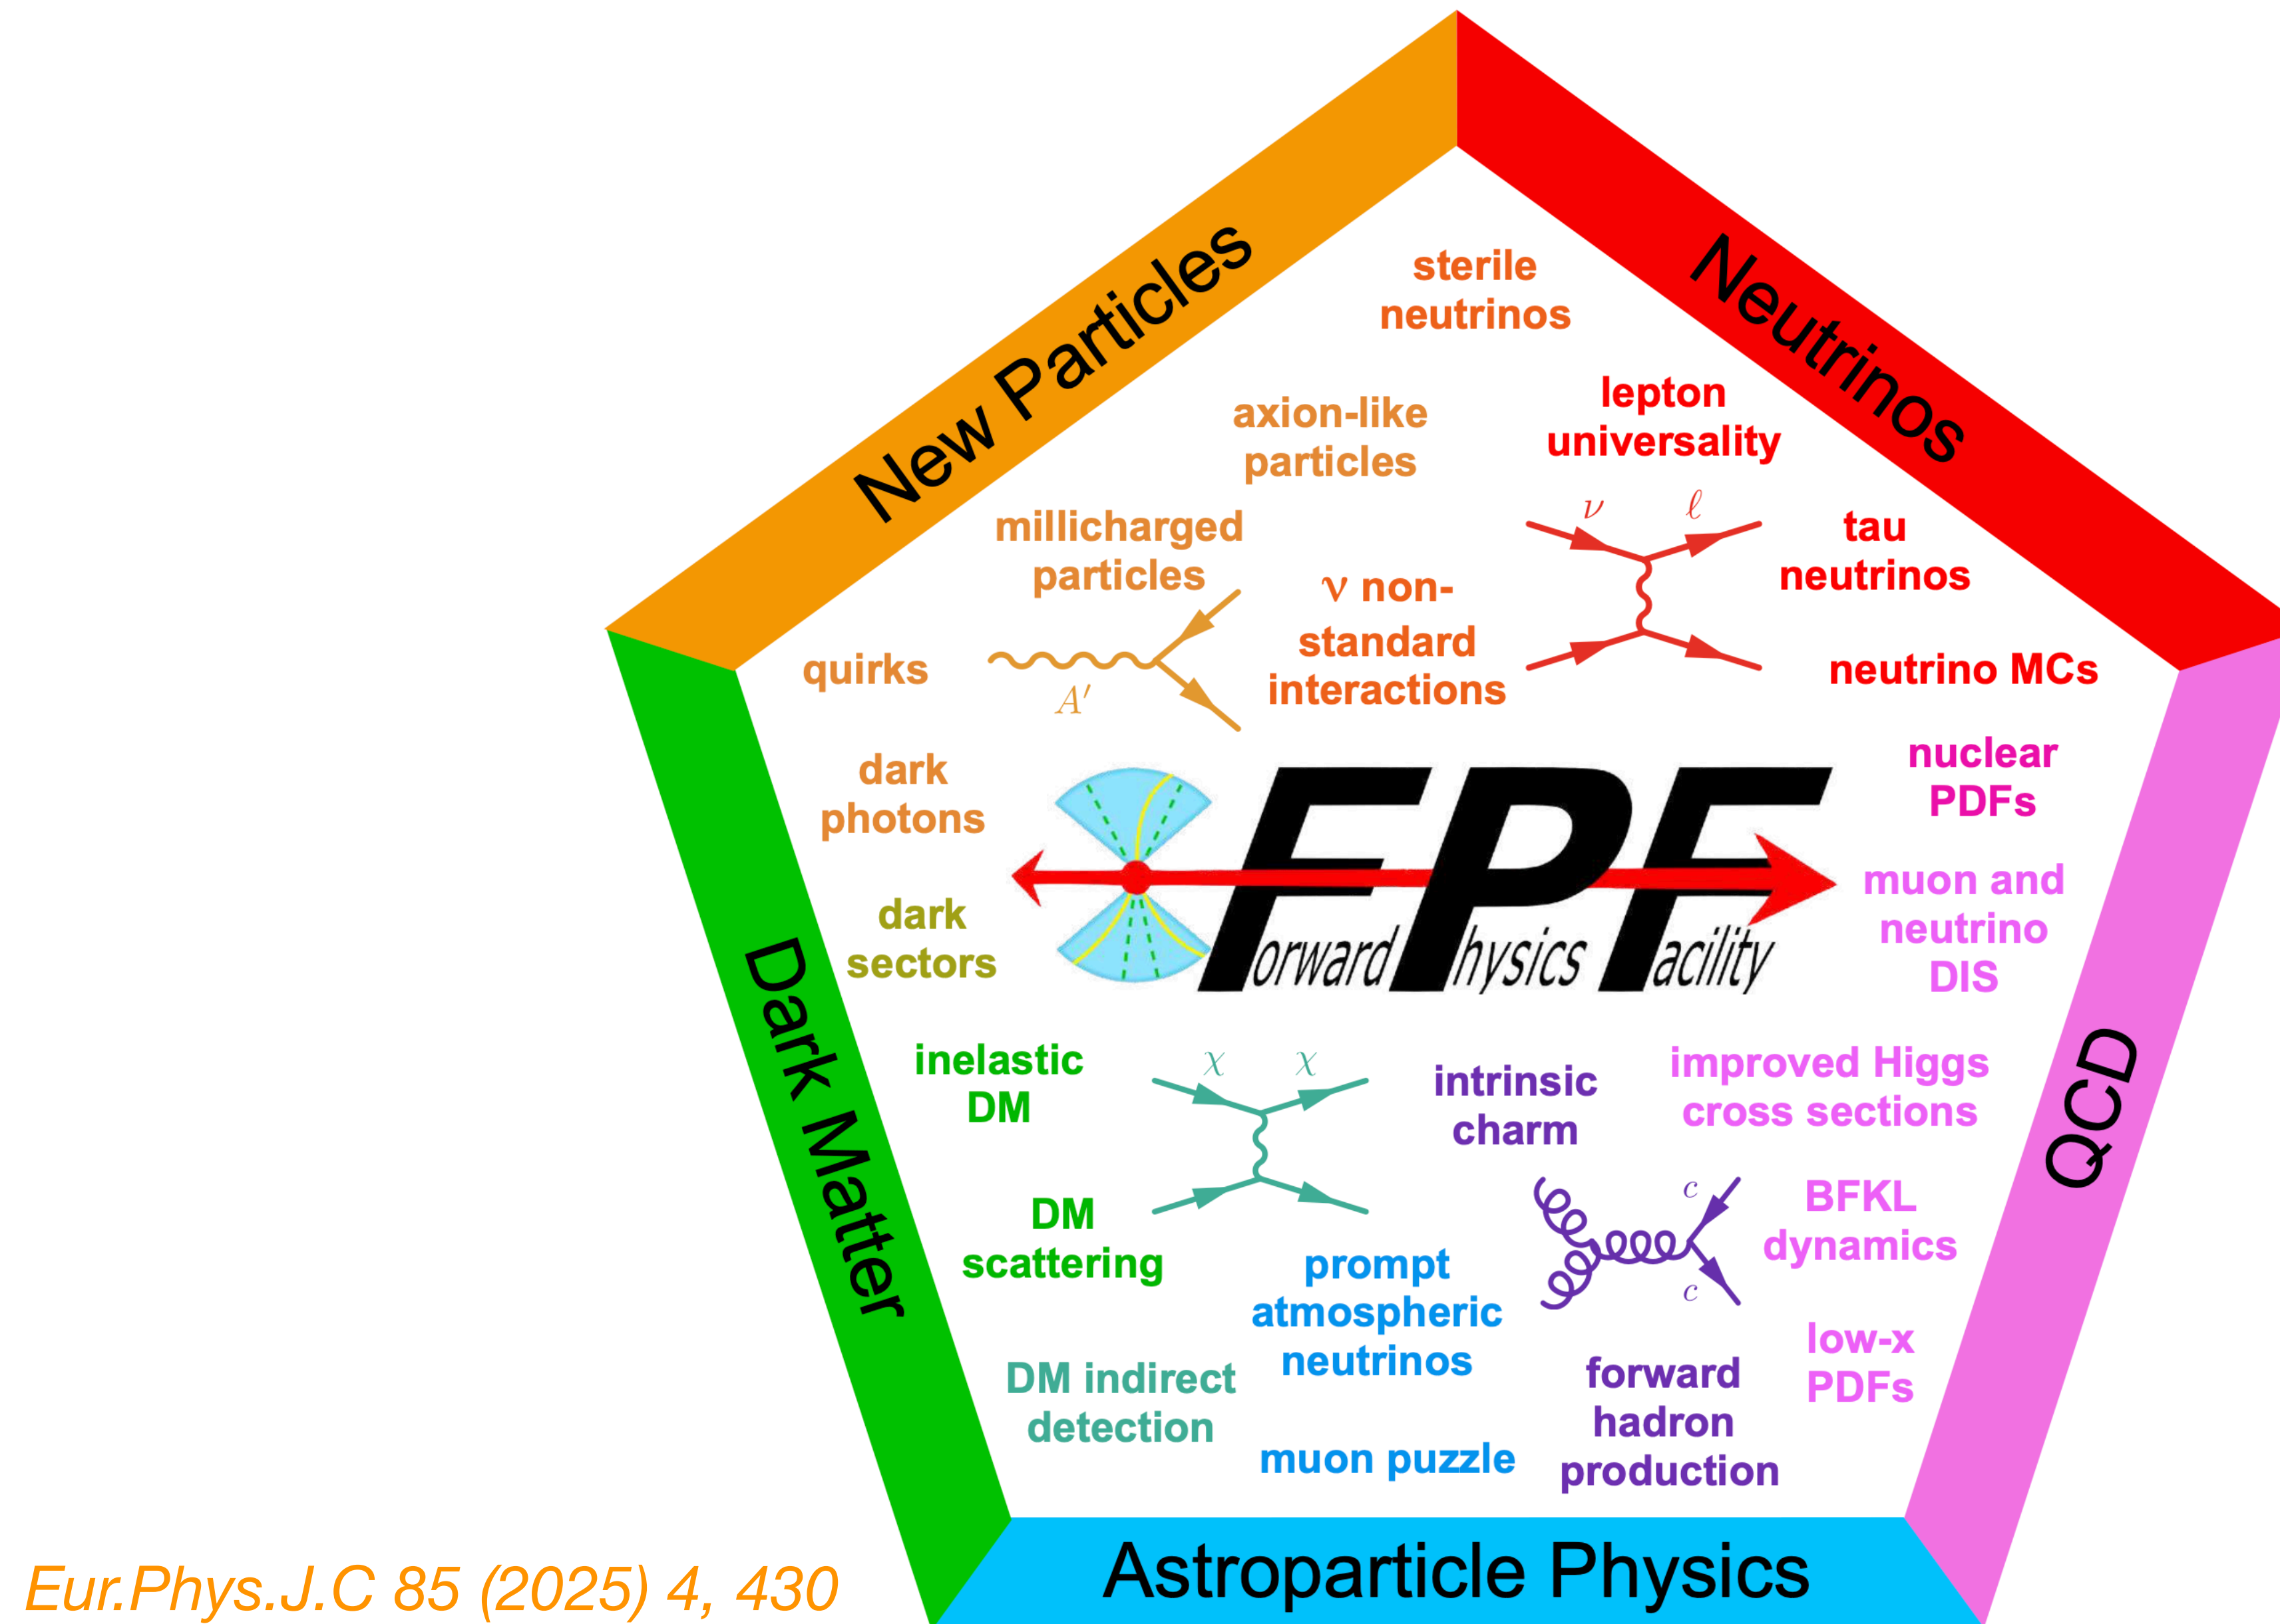 New Particles
Neutrinos
sterile
neutrinos
axion-like
particles
lepton
universality
millicharged
particles
ν
ℓ
tau
neutrinos
ν non-
standard
interactions
quirks
A′
neutrino MCs
dark
photons
nuclear
PDFs
Forward Physics Facility
muon and
neutrino
DIS
dark
sectors
Dark Matter
QCD
inelastic
DM
χ
χ
intrinsic
charm
improved Higgs
cross sections
DM
scattering
c
c
BFKL
dynamics
prompt
atmospheric
neutrinos
low-x
PDFs
DM indirect
detection
forward
hadron
production
muon puzzle
Astroparticle Physics
Eur.Phys.J.C 85 (2025) 4, 430